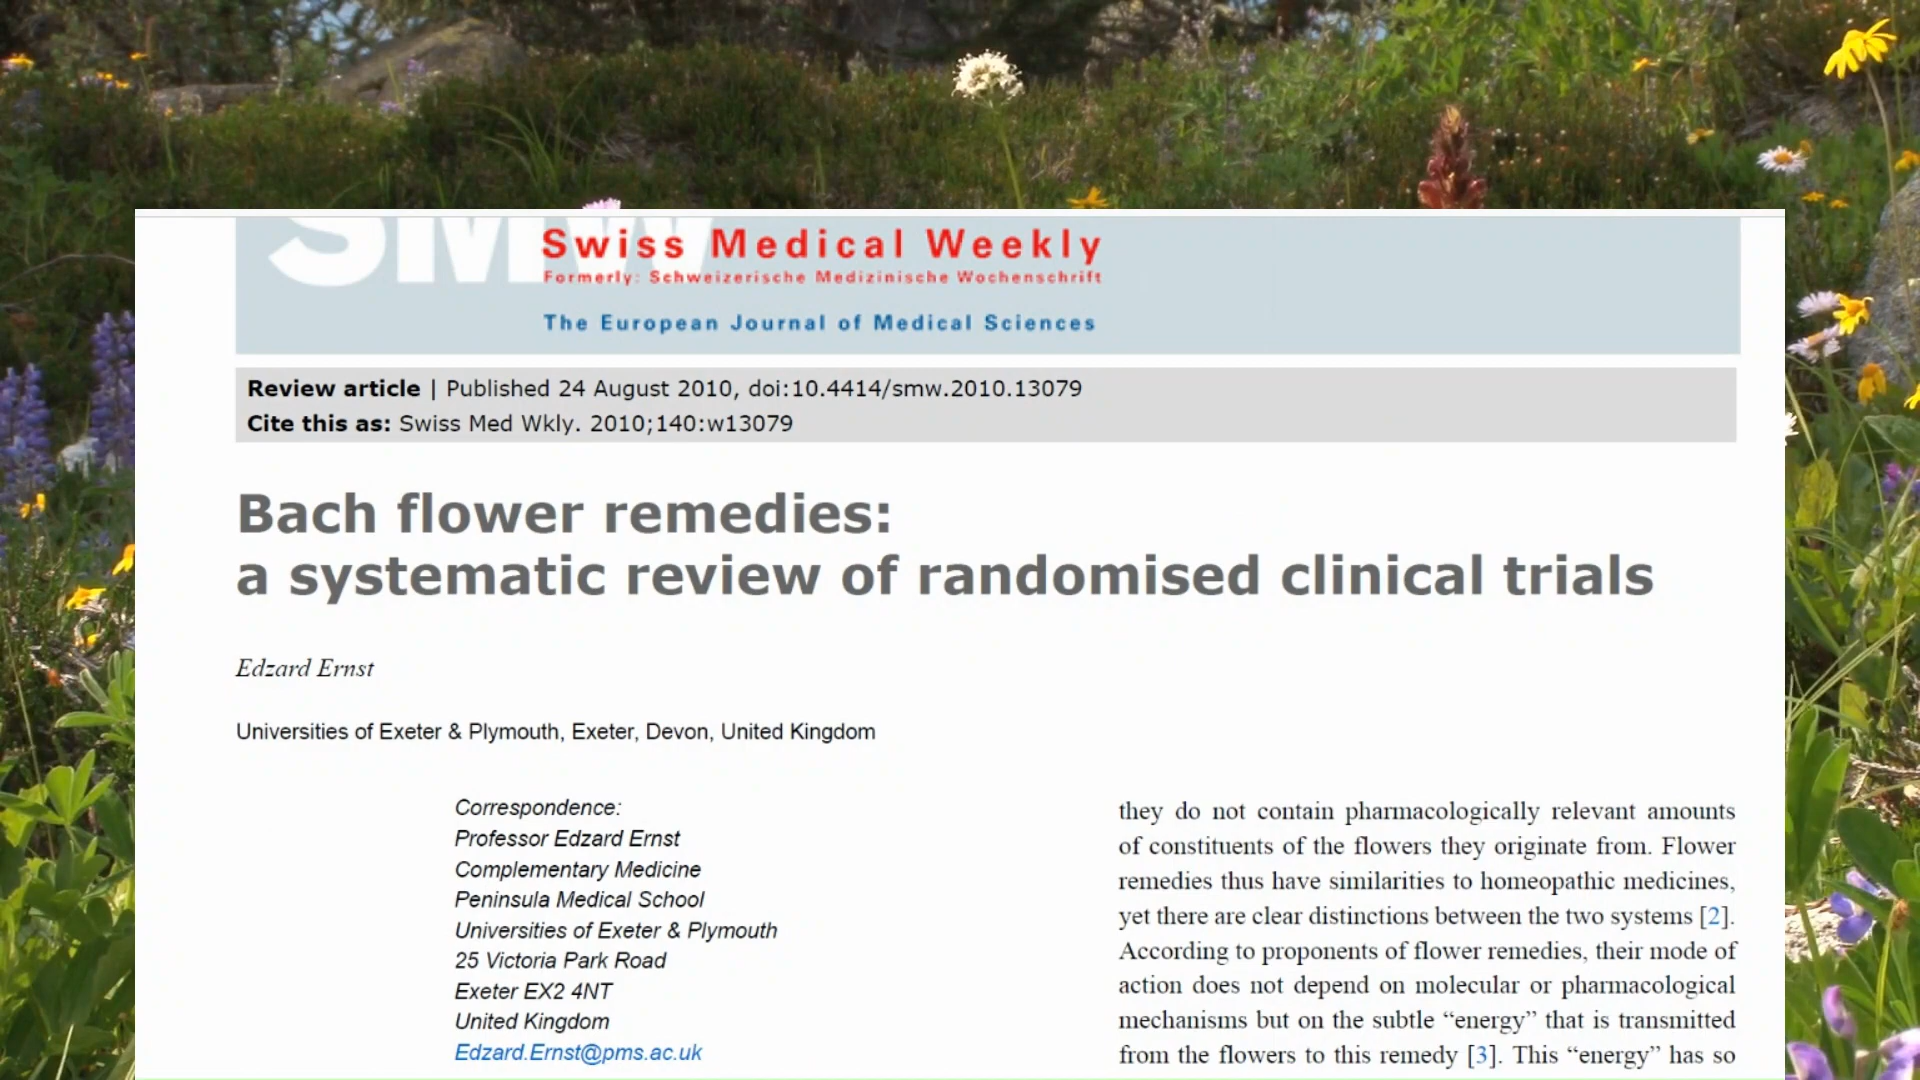 SMW
Swiss Medical Weekly
Formerly: Schweizerische Medizinische Wochenschrift
The European Journal of Medical Sciences
Review article | Published 24 August 2010, doi:10.4414/smw.2010.13079
Cite this as: Swiss Med Wkly. 2010;140:w13079
Bach flower remedies:
a systematic review of randomised clinical trials
Edzard Ernst
Universities of Exeter & Plymouth, Exeter, Devon, United Kingdom
Correspondence:
Professor Edzard Ernst
Complementary Medicine
Peninsula Medical School
Universities of Exeter & Plymouth
25 Victoria Park Road
Exeter EX2 4NT
United Kingdom
Edzard.Ernst@pms.ac.uk
they do not contain pharmacologically relevant amounts
of constituents of the flowers they originate from. Flower
remedies thus have similarities to homeopathic medicines,
yet there are clear distinctions between the two systems [2].
According to proponents of flower remedies, their mode of
action does not depend on molecular or pharmacological
mechanisms but on the subtle “energy” that is transmitted
from the flowers to this remedy [3]. This “energy” has so